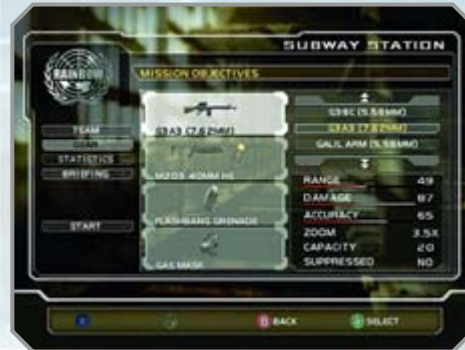 SUBWAY STATION
RAINBOW
MISSION OBJECTIVES
TEAM
GEAR
STATISTICS
BRIEFING
START
G3A3 (7.62MM)
M203 40MM HE
FLASHBANG GRENADE
GAS MASK
G36C (5.56MM)
G3A3 (7.62MM)
GALIL ARM (5.56MM)
RANGE 49
DAMAGE 87
ACCURACY 65
ZOOM 3.5X
CAPACITY 20
SUPPRESSED NO
BACK
SELECT